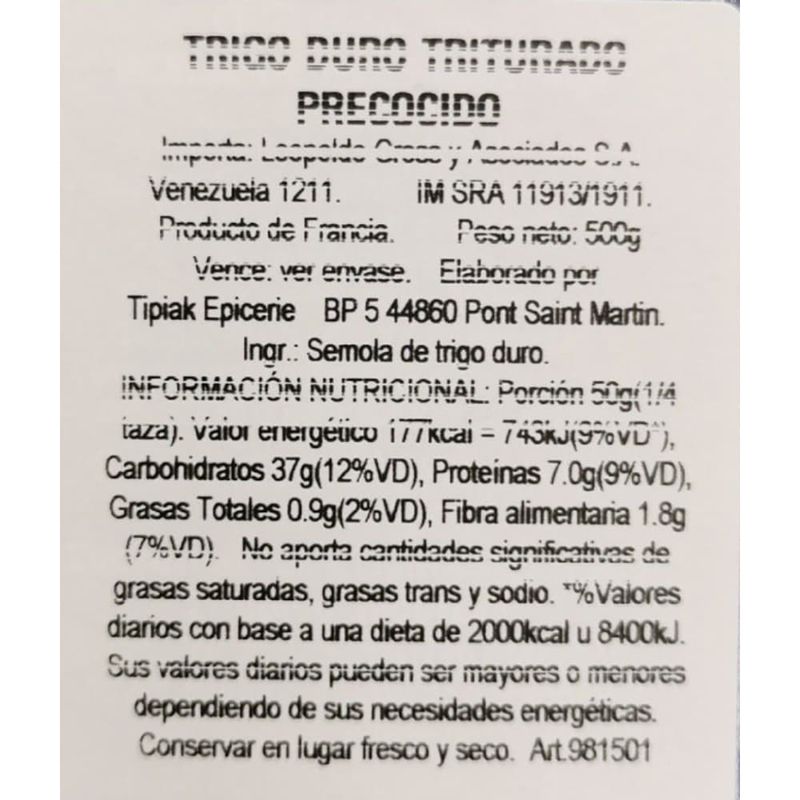 TRIGO DURO TRITURADO
PRECOCIDO
Importa: Leopoldo Gross y Asociados S.A.
Venezuela 1211. IM SRA 11913/1911.
Producto de Francia. Peso neto: 500g
Vence: ver envase. Elaborado por
Tipiak Epicerie BP 5 44860 Pont Saint Martin.
Ingr.: Semola de trigo duro.
INFORMACIÓN NUTRICIONAL: Porción 50g(1/4
taza). Valor energético 177kcal = 743kJ(9%VD*),
Carbohidratos 37g(12%VD), Proteínas 7.0g(9%VD),
Grasas Totales 0.9g(2%VD), Fibra alimentaria 1.8g
(7%VD). No aporta cantidades significativas de
grasas saturadas, grasas trans y sodio. *%Valores
diarios con base a una dieta de 2000kcal u 8400kJ.
Sus valores diarios pueden ser mayores o menores
dependiendo de sus necesidades energéticas.
Conservar en lugar fresco y seco. Art.981501